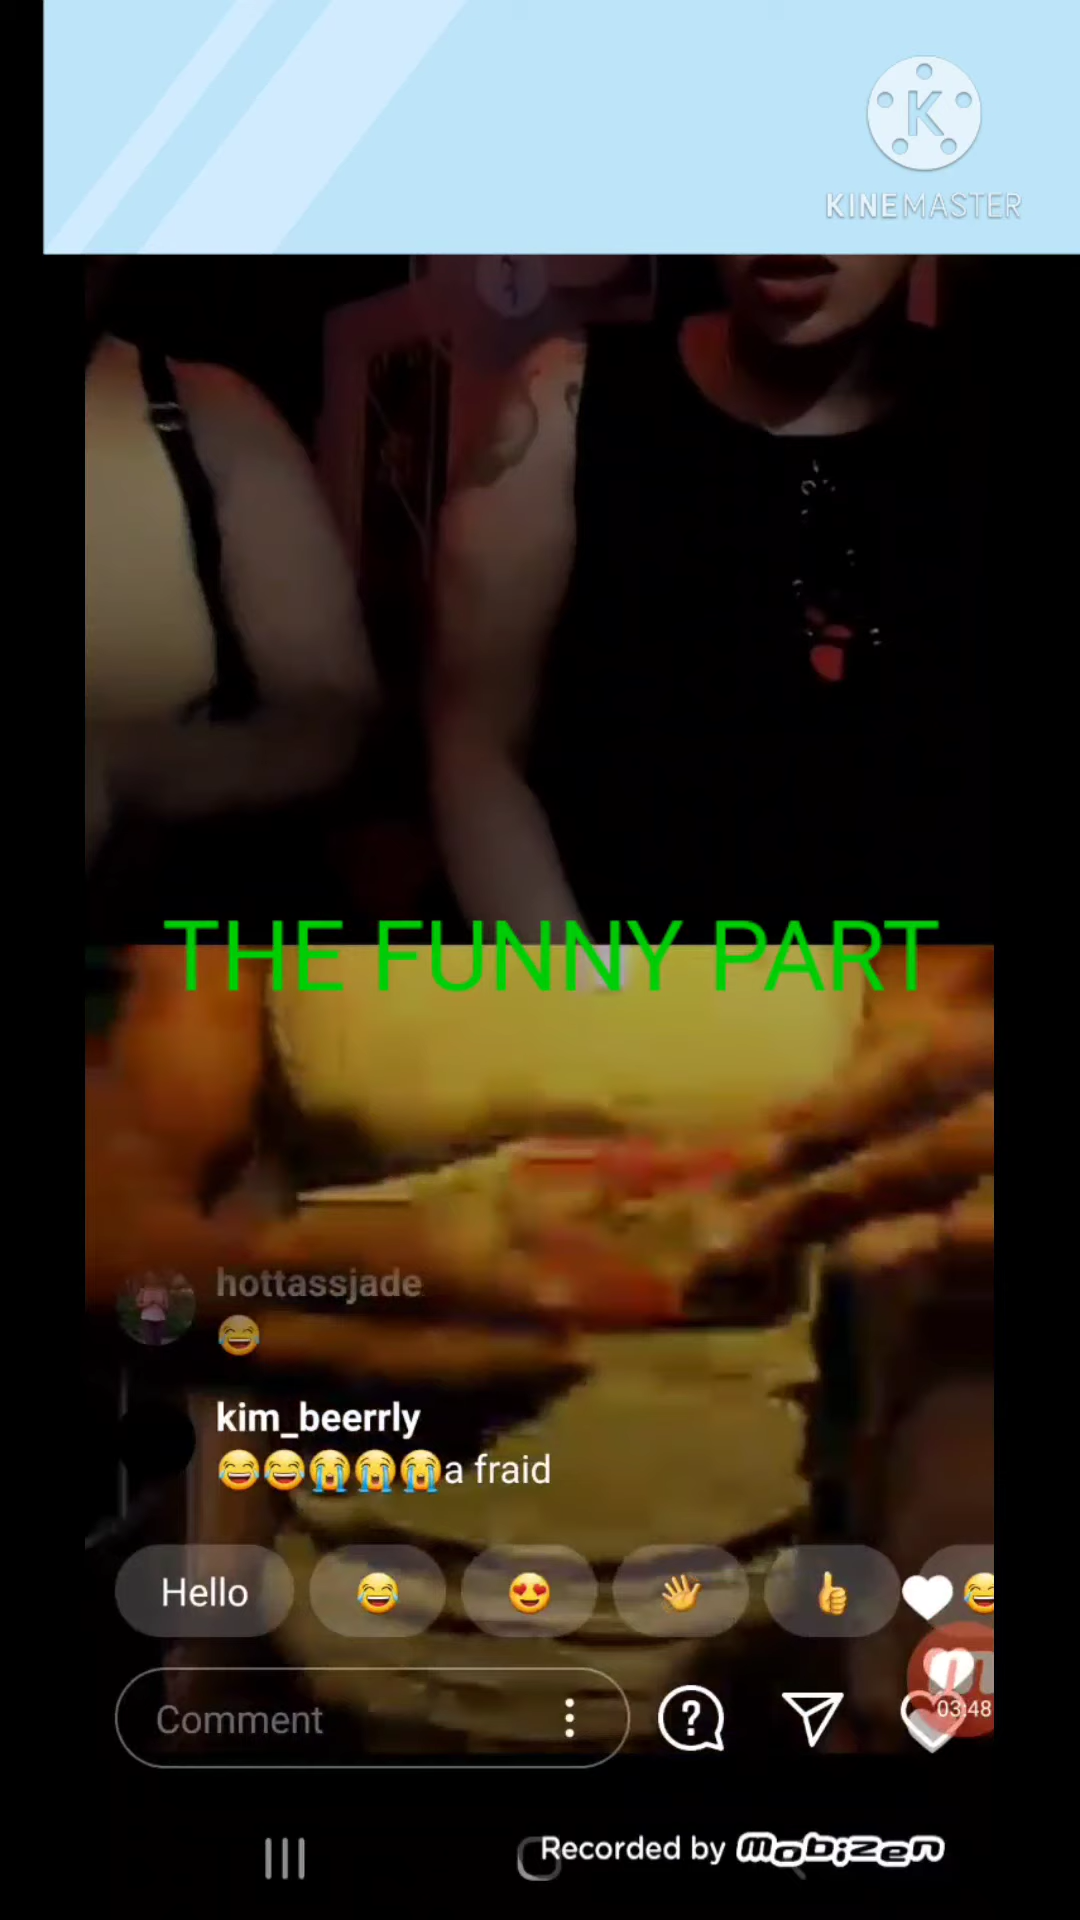 K
KINEMASTER
THE FUNNY PART
hottassjade
😂
kim_beerrly
😂😂😭😭😭a fraid
Hello 😂 😍 👋 👍 😂
Comment
03:48
Recorded by mobizen